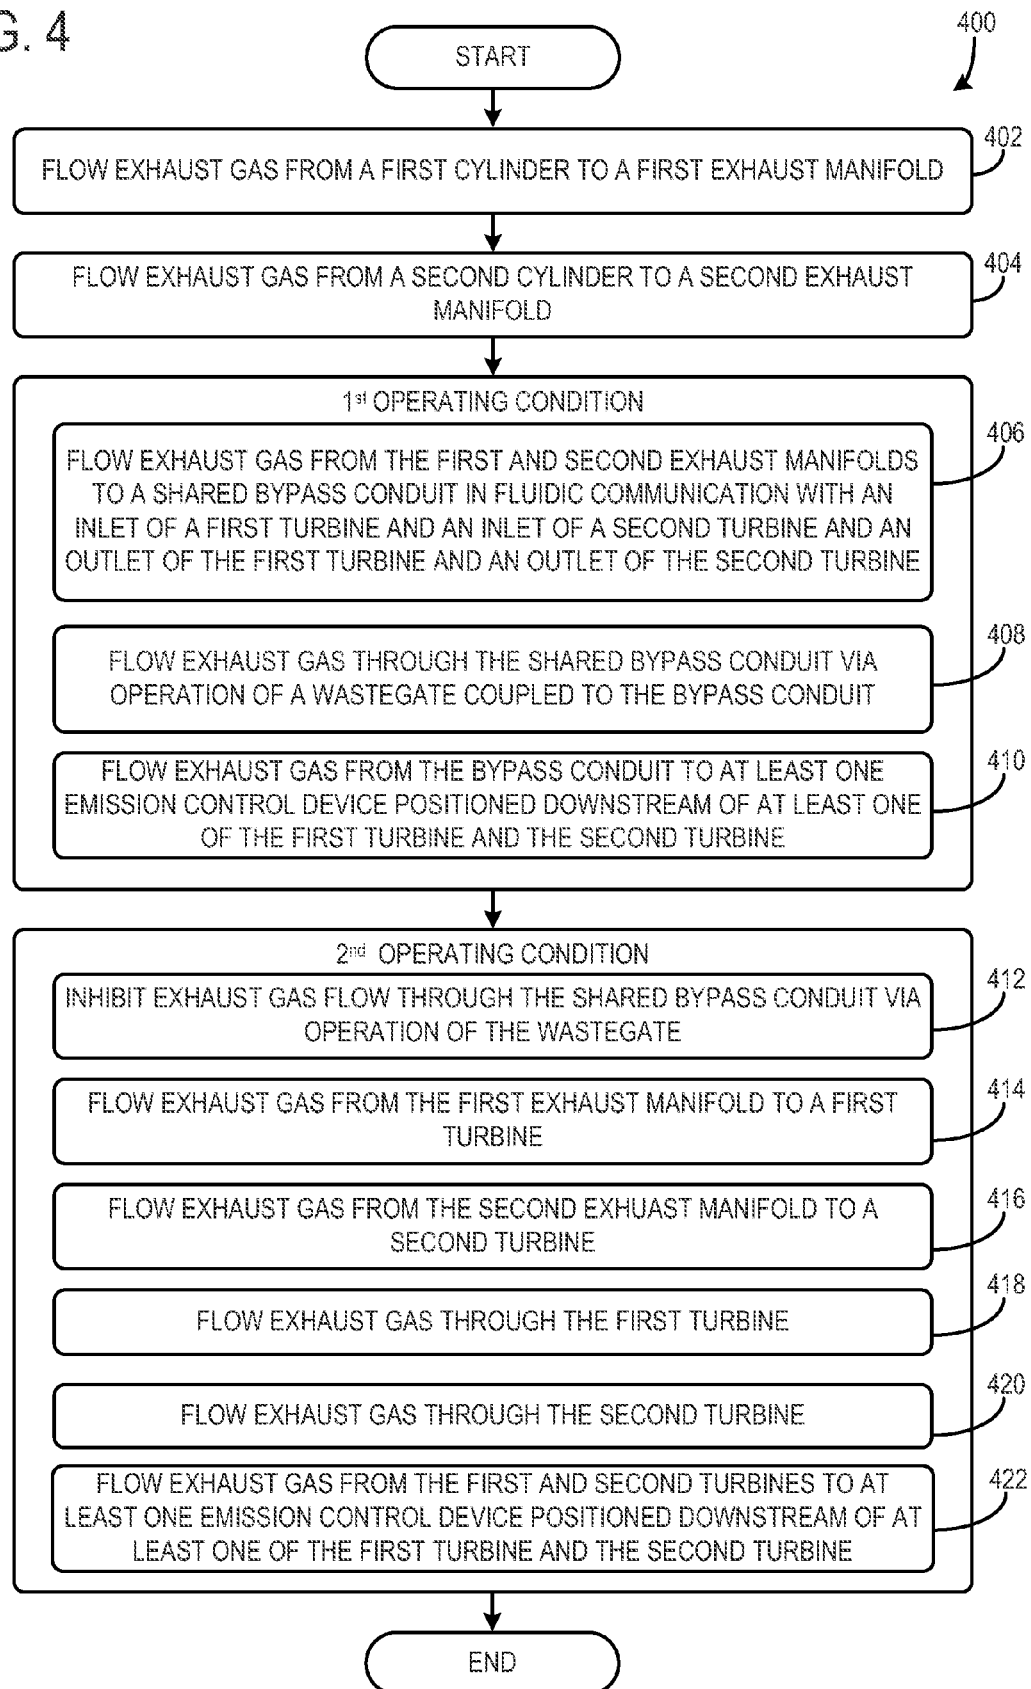 G. 4
400
START
FLOW EXHAUST GAS FROM A FIRST CYLINDER TO A FIRST EXHAUST MANIFOLD
402
FLOW EXHAUST GAS FROM A SECOND CYLINDER TO A SECOND EXHAUST
MANIFOLD
404
1st OPERATING CONDITION
FLOW EXHAUST GAS FROM THE FIRST AND SECOND EXHAUST MANIFOLDS
TO A SHARED BYPASS CONDUIT IN FLUIDIC COMMUNICATION WITH AN
INLET OF A FIRST TURBINE AND AN INLET OF A SECOND TURBINE AND AN
OUTLET OF THE FIRST TURBINE AND AN OUTLET OF THE SECOND TURBINE
406
FLOW EXHAUST GAS THROUGH THE SHARED BYPASS CONDUIT VIA
OPERATION OF A WASTEGATE COUPLED TO THE BYPASS CONDUIT
408
FLOW EXHAUST GAS FROM THE BYPASS CONDUIT TO AT LEAST ONE
EMISSION CONTROL DEVICE POSITIONED DOWNSTREAM OF AT LEAST ONE
OF THE FIRST TURBINE AND THE SECOND TURBINE
410
2nd OPERATING CONDITION
INHIBIT EXHAUST GAS FLOW THROUGH THE SHARED BYPASS CONDUIT VIA
OPERATION OF THE WASTEGATE
412
FLOW EXHAUST GAS FROM THE FIRST EXHAUST MANIFOLD TO A FIRST
TURBINE
414
FLOW EXHAUST GAS FROM THE SECOND EXHUAST MANIFOLD TO A
SECOND TURBINE
416
FLOW EXHAUST GAS THROUGH THE FIRST TURBINE
418
FLOW EXHAUST GAS THROUGH THE SECOND TURBINE
420
FLOW EXHAUST GAS FROM THE FIRST AND SECOND TURBINES TO AT
LEAST ONE EMISSION CONTROL DEVICE POSITIONED DOWNSTREAM OF AT
LEAST ONE OF THE FIRST TURBINE AND THE SECOND TURBINE
422
END